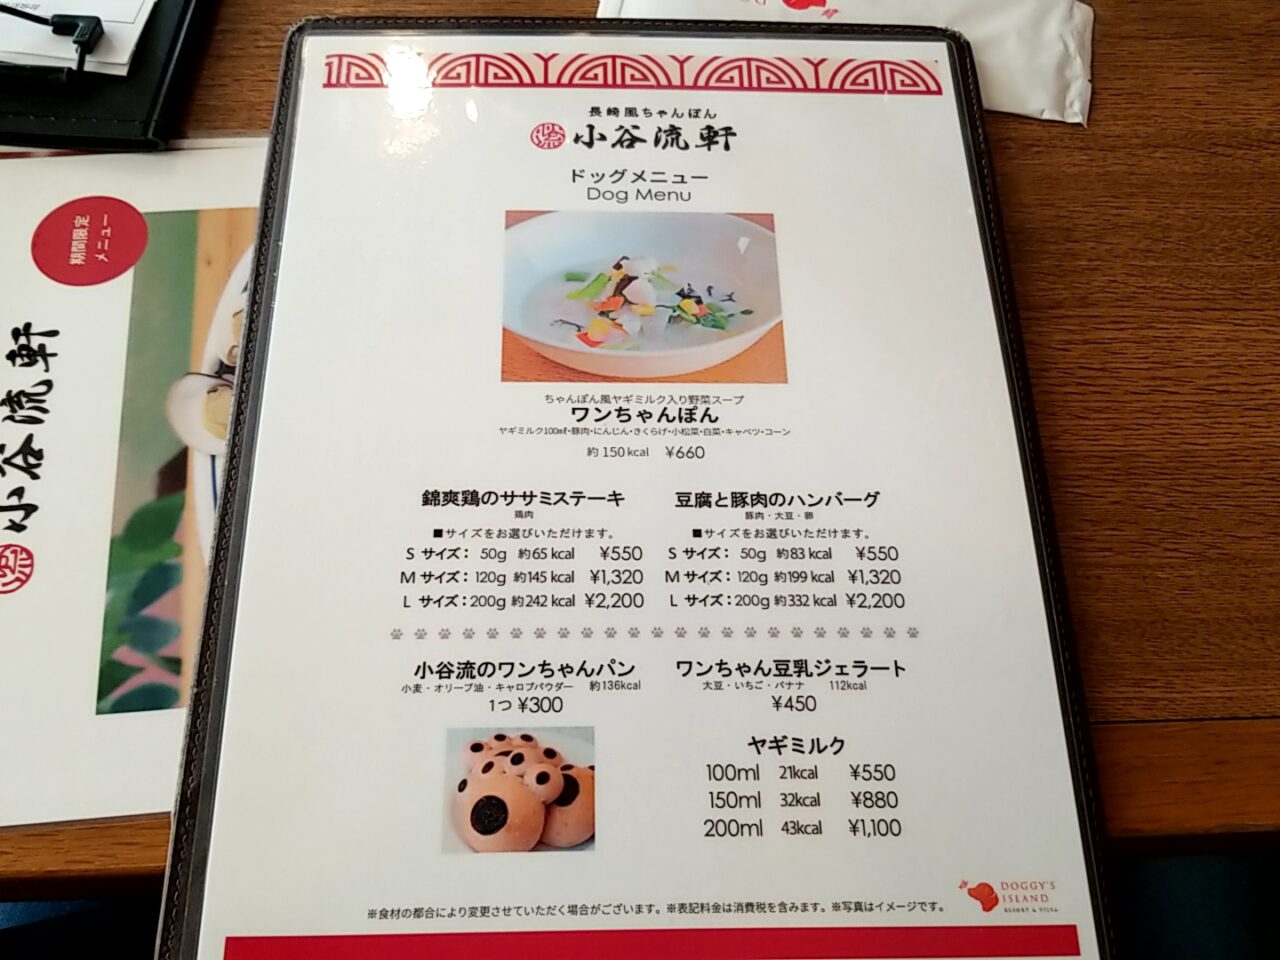 長崎風ちゃんぽん
小谷流軒
ドッグメニュー
Dog Menu
ちゃんぽん風ヤギミルク入り野菜スープ
ワンちゃんぽん
ヤギミルク100㎖・豚肉・にんじん・きくらげ・小松菜・白菜・キャベツ・コーン
約150kcal ¥660
錦爽鶏のササミステーキ
鶏肉
■サイズをお選びいただけます。
S サイズ: 50g 約65 kcal ¥550
M サイズ: 120g 約145 kcal ¥1,320
L サイズ: 200g 約242 kcal ¥2,200
豆腐と豚肉のハンバーグ
豚肉・大豆・卵
■サイズをお選びいただけます。
S サイズ: 50g 約83 kcal ¥550
M サイズ: 120g 約199 kcal ¥1,320
L サイズ: 200g 約332 kcal ¥2,200
小谷流のワンちゃんパン
小麦・オリーブ油・キャロブパウダー 約136kcal
1つ ¥300
ワンちゃん豆乳ジェラート
大豆・いちご・バナナ 112kcal
¥450
ヤギミルク
100ml 21kcal ¥550
150ml 32kcal ¥880
200ml 43kcal ¥1,100
※食材の都合により変更させていただく場合がございます。※表記料金は消費税を含みます。※写真はイメージです。
DOGGY'S
ISLAND
RESORT & VILLA
期間限定
メニュー
小谷流軒